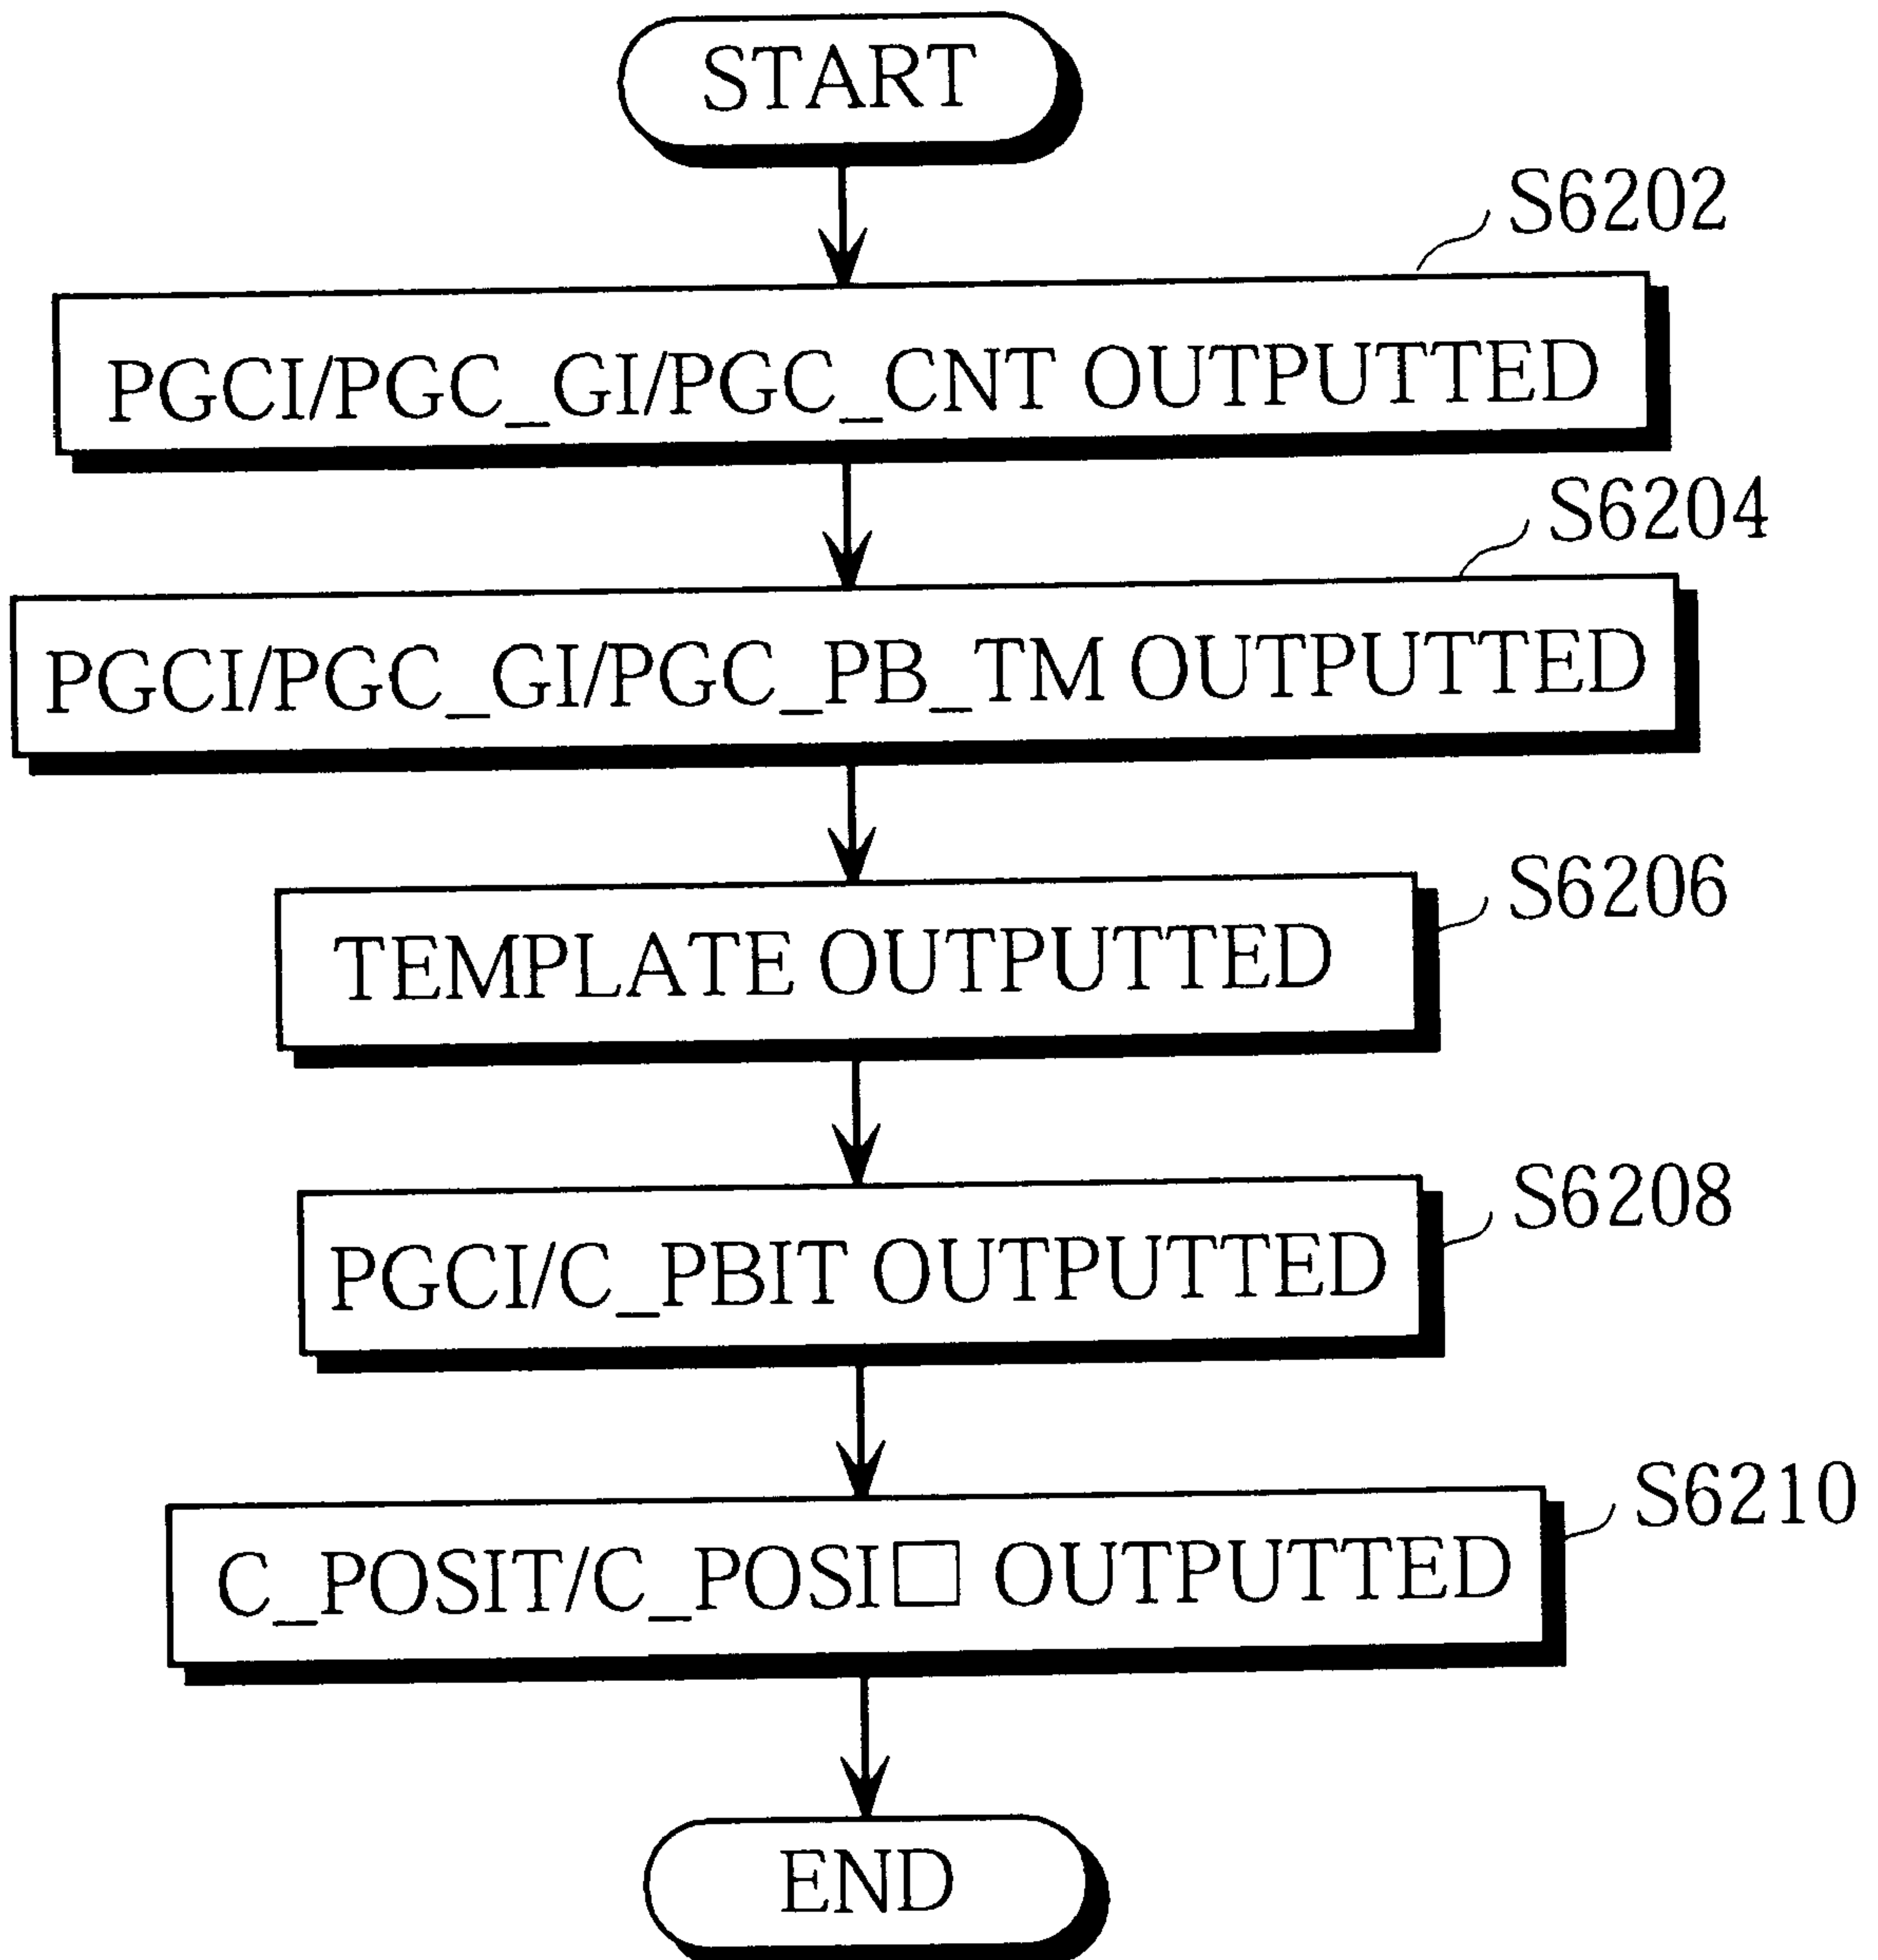 START
S6202
PGCI/PGC_GI/PGC_CNT OUTPUTTED
S6204
PGCI/PGC_GI/PGC_PB_TM OUTPUTTED
S6206
TEMPLATE OUTPUTTED
S6208
PGCI/C_PBIT OUTPUTTED
S6210
C_POSIT/C_POSI□ OUTPUTTED
END